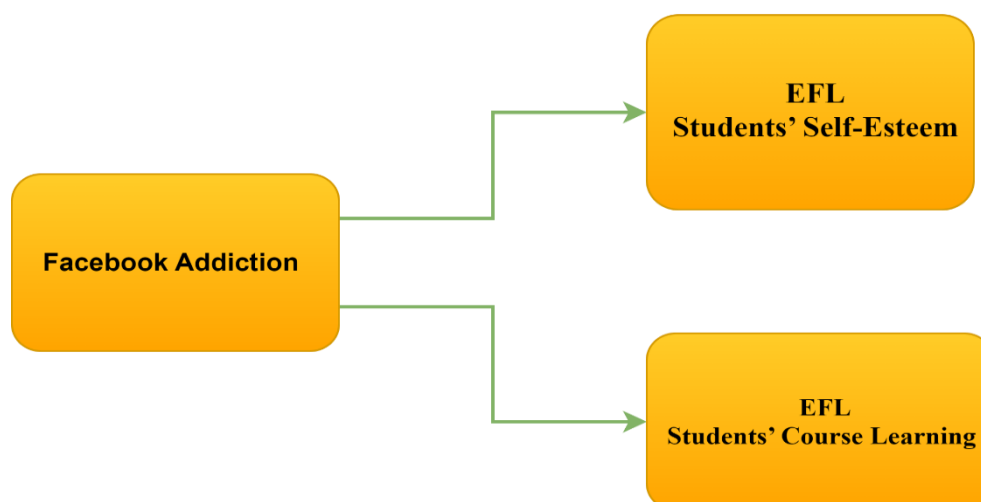 EFL
Students’ Self-Esteem
Facebook Addiction
EFL
Students’ Course Learning